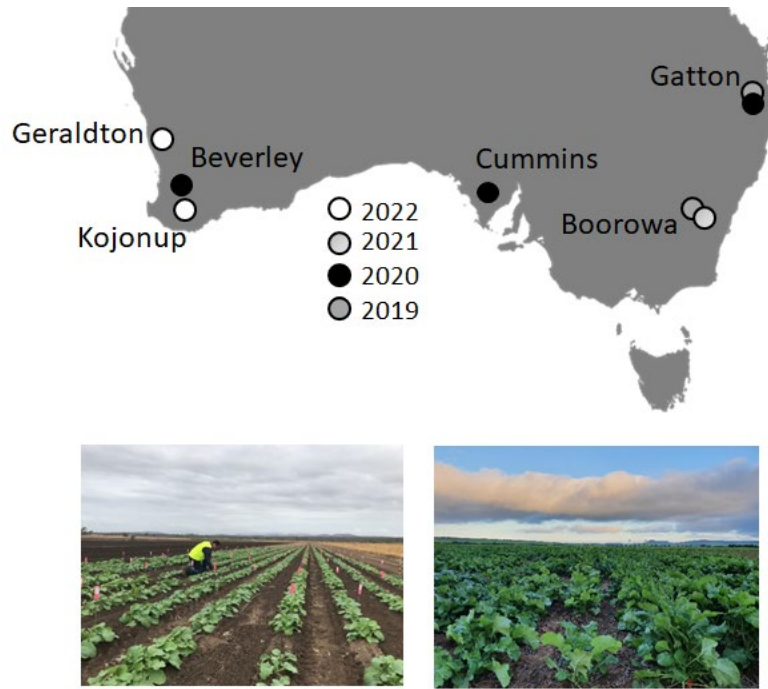 Gatton
Geraldton
Beverley
Cummins
Kojonup
Boorowa
2022
2021
2020
2019